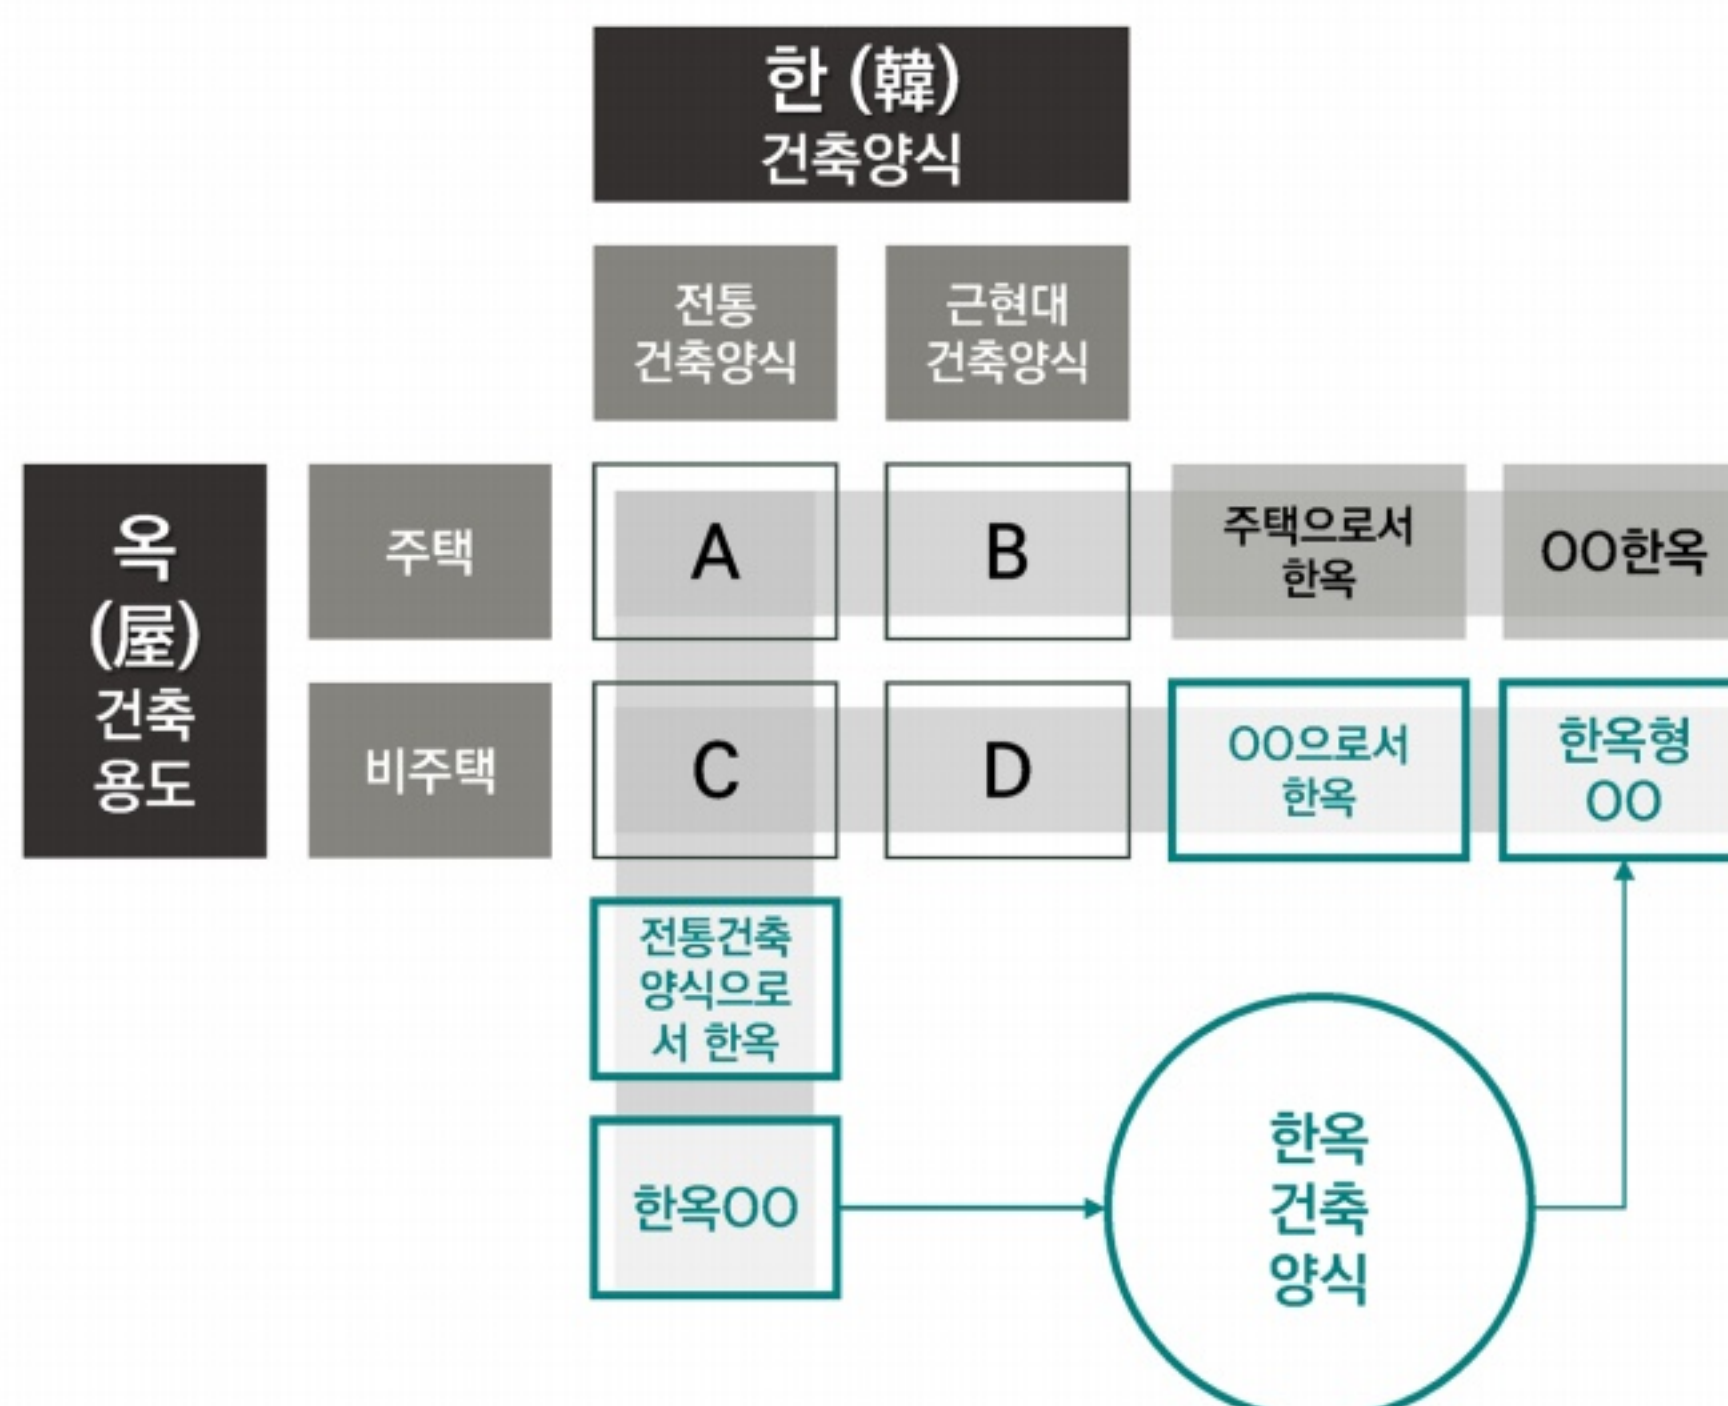 한 (韓)
건축양식
전통
건축양식
근현대
건축양식
옥
(屋)
건축
용도
주택
A
B
주택으로서
한옥
OO한옥
비주택
C
D
OO으로서
한옥
한옥형
OO
전통건축
양식으로
서 한옥
한옥OO
한옥
건축
양식